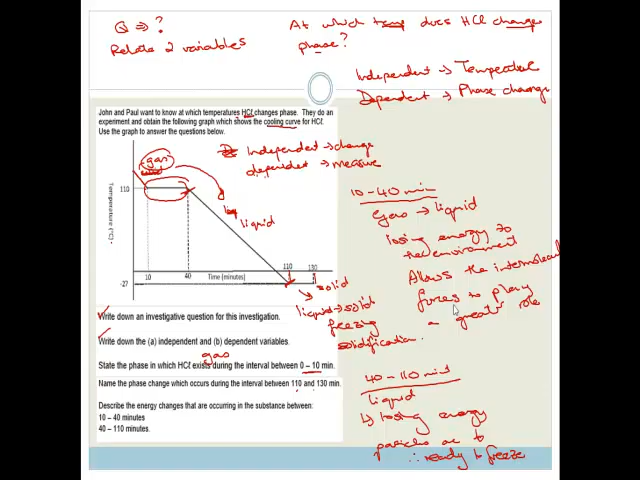 Q ⇒ ?
Relate 2 variables
At which temp does HCl changes
phase?
Independent → Temperature
Dependent → Phase change
John and Paul want to know at which temperatures HCℓ changes phase. They do an
experiment and obtain the following graph which shows the cooling curve for HCℓ.
Use the graph to answer the questions below.
Independent → change
dependent → measure
gas
110
Temperature (°C)
-27
10
40
Time (minutes)
110
130
liquid
solid
liquid → solid
freezing
solidification.
10 – 40 min
Gas → liquid
losing energy to
the environment
Allows the intermolecular
forces to play
a greater role
Write down an investigative question for this investigation.
Write down the (a) independent and (b) dependent variables.
gas
State the phase in which HCℓ exists during the interval between 0 – 10 min.
Name the phase change which occurs during the interval between 110 and 130 min.
Describe the energy changes that are occurring in the substance between:
10 – 40 minutes
40 – 110 minutes.
40 – 110 mint
liquid
↳ losing energy
particles
∴ ready to freeze